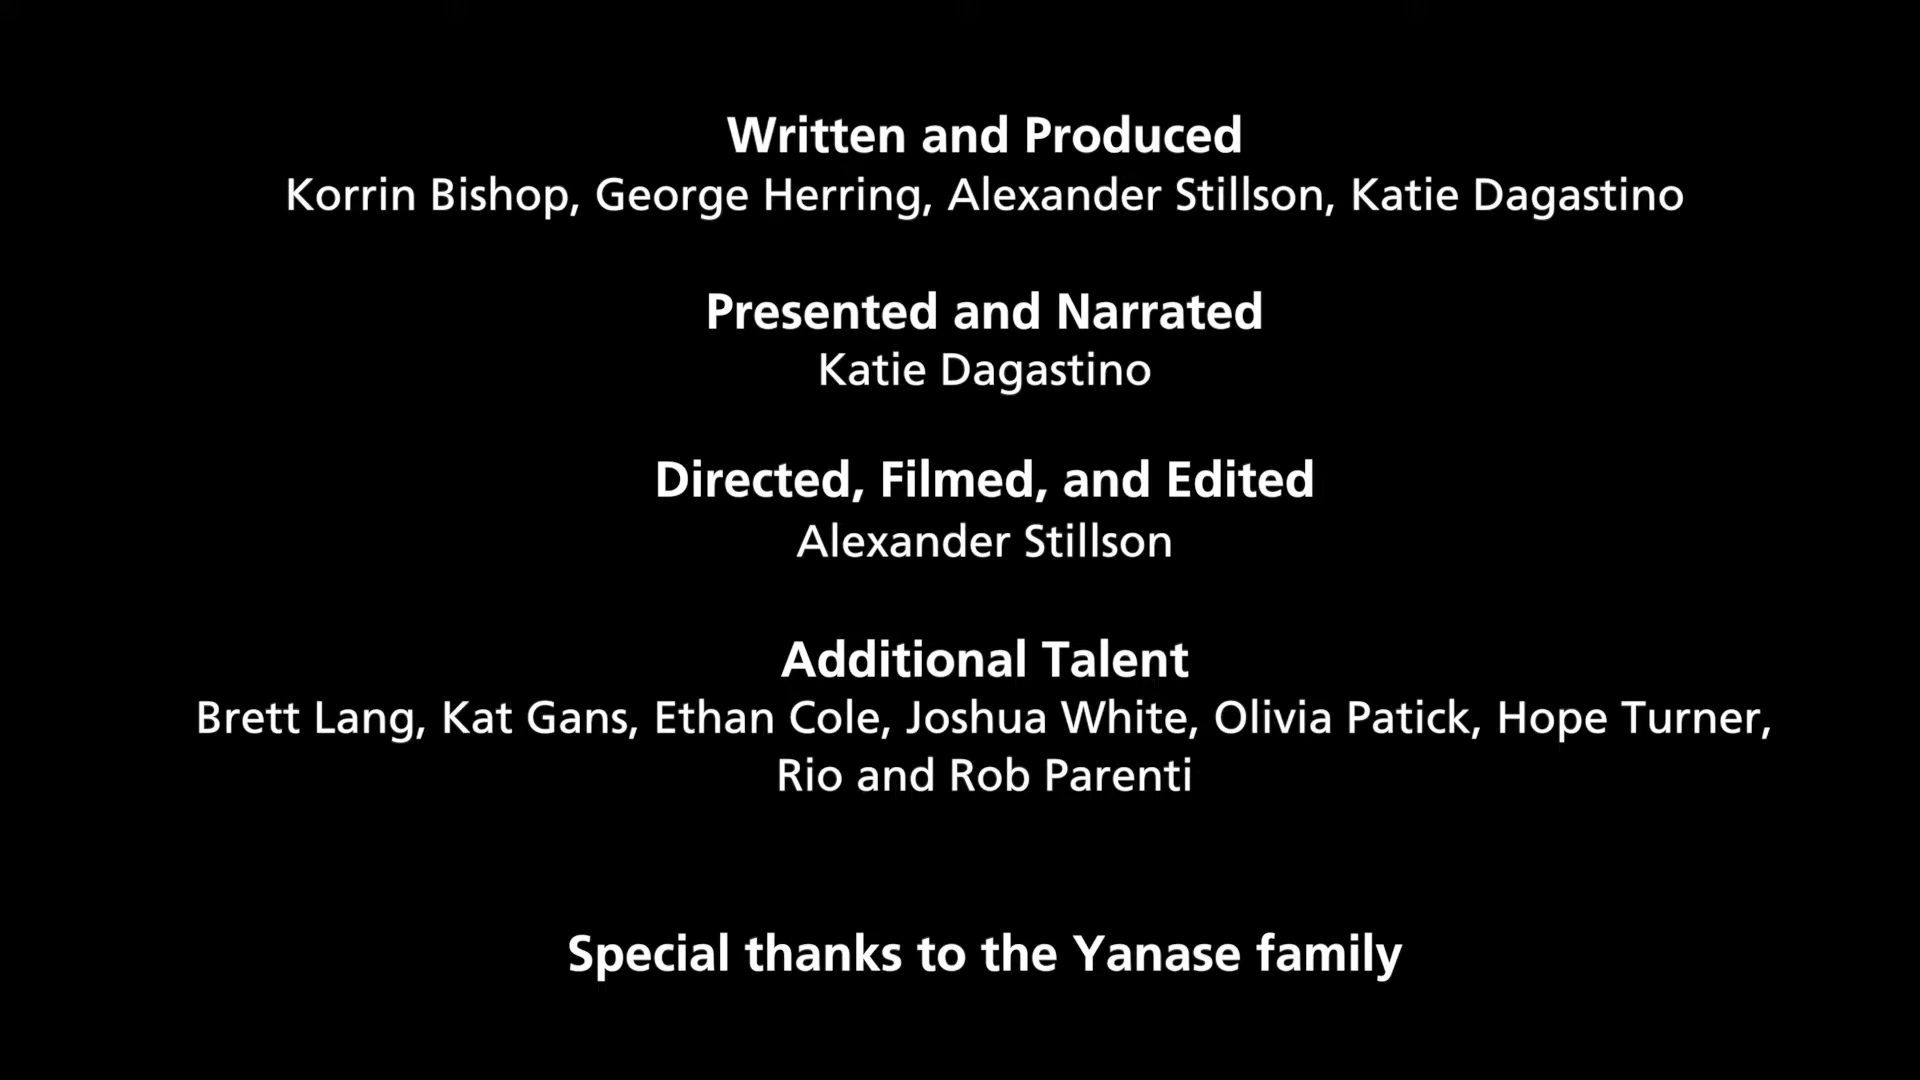 Written and Produced
Korrin Bishop, George Herring, Alexander Stillson, Katie Dagastino
Presented and Narrated
Katie Dagastino
Directed, Filmed, and Edited
Alexander Stillson
Additional Talent
Brett Lang, Kat Gans, Ethan Cole, Joshua White, Olivia Patick, Hope Turner,
Rio and Rob Parenti
Special thanks to the Yanase family